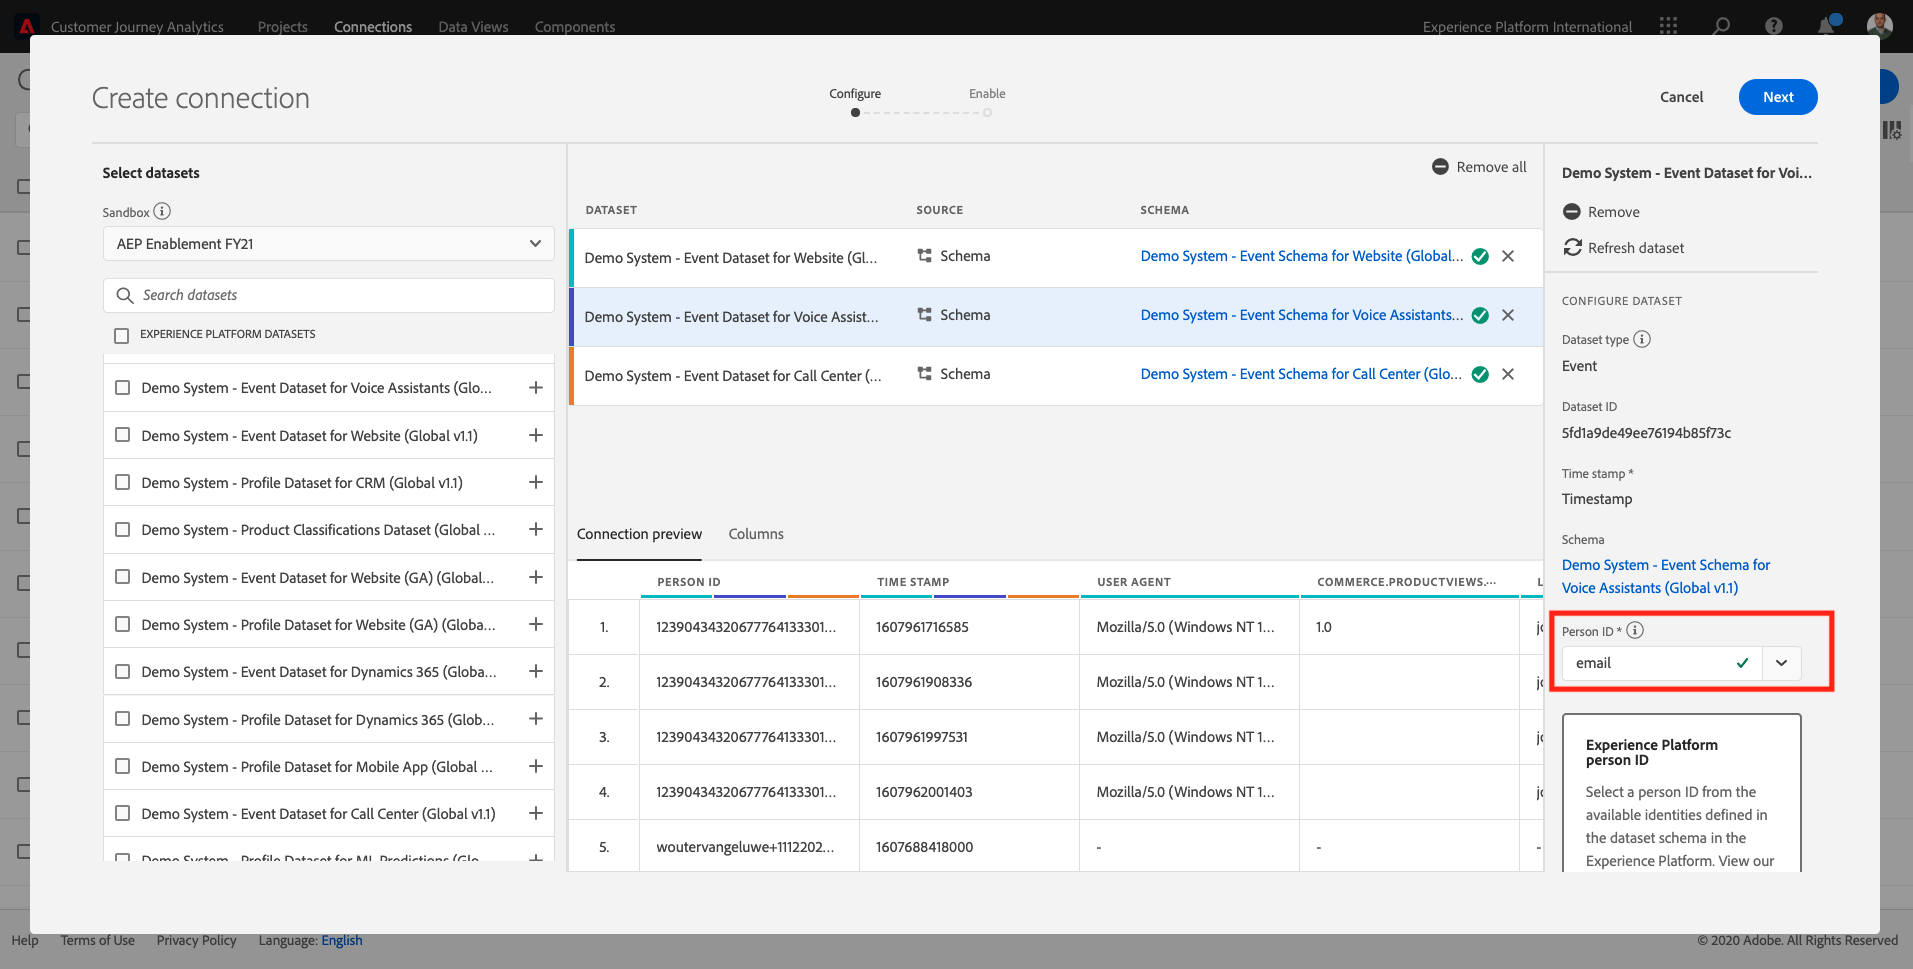 Customer Journey Analytics
Projects
Connections
Data Views
Components
Experience Platform International
Create connection
Configure
Enable
Cancel
Next
Select datasets
Sandbox
AEP Enablement FY21
Search datasets
EXPERIENCE PLATFORM DATASETS
Demo System - Event Dataset for Voice Assistants (Glo...
Demo System - Event Dataset for Website (Global v1.1)
Demo System - Profile Dataset for CRM (Global v1.1)
Demo System - Product Classifications Dataset (Global ...
Demo System - Event Dataset for Website (GA) (Global...
Demo System - Profile Dataset for Website (GA) (Globa...
Demo System - Event Dataset for Dynamics 365 (Globa...
Demo System - Profile Dataset for Dynamics 365 (Glob...
Demo System - Profile Dataset for Mobile App (Global ...
Demo System - Event Dataset for Call Center (Global v1.1)
Demo System - Profile Dataset for ML Predictions (Glo...
Remove all
DATASET SOURCE SCHEMA
Demo System - Event Dataset for Website (Gl... Schema Demo System - Event Schema for Website (Global...
Demo System - Event Dataset for Voice Assist... Schema Demo System - Event Schema for Voice Assistants...
Demo System - Event Dataset for Call Center (... Schema Demo System - Event Schema for Call Center (Glo...
Connection preview
Columns
PERSON ID TIME STAMP USER AGENT COMMERCE.PRODUCTVIEWS....
1. 12390434320677764133301... 1607961716585 Mozilla/5.0 (Windows NT 1... 1.0
2. 12390434320677764133301... 1607961908336 Mozilla/5.0 (Windows NT 1...
3. 12390434320677764133301... 1607961997531 Mozilla/5.0 (Windows NT 1...
4. 12390434320677764133301... 1607962001403 Mozilla/5.0 (Windows NT 1...
5. woutervangeluwe+1112202... 1607688418000 - - -
Demo System - Event Dataset for Voi...
Remove
Refresh dataset
CONFIGURE DATASET
Dataset type
Event
Dataset ID
5fd1a9de49ee76194b85f73c
Time stamp *
Timestamp
Schema
Demo System - Event Schema for
Voice Assistants (Global v1.1)
Person ID *
email
Experience Platform
person ID
Select a person ID from the
available identities defined in
the dataset schema in the
Experience Platform. View our
Help
Terms of Use
Privacy Policy
Language: English
© 2020 Adobe. All Rights Reserved